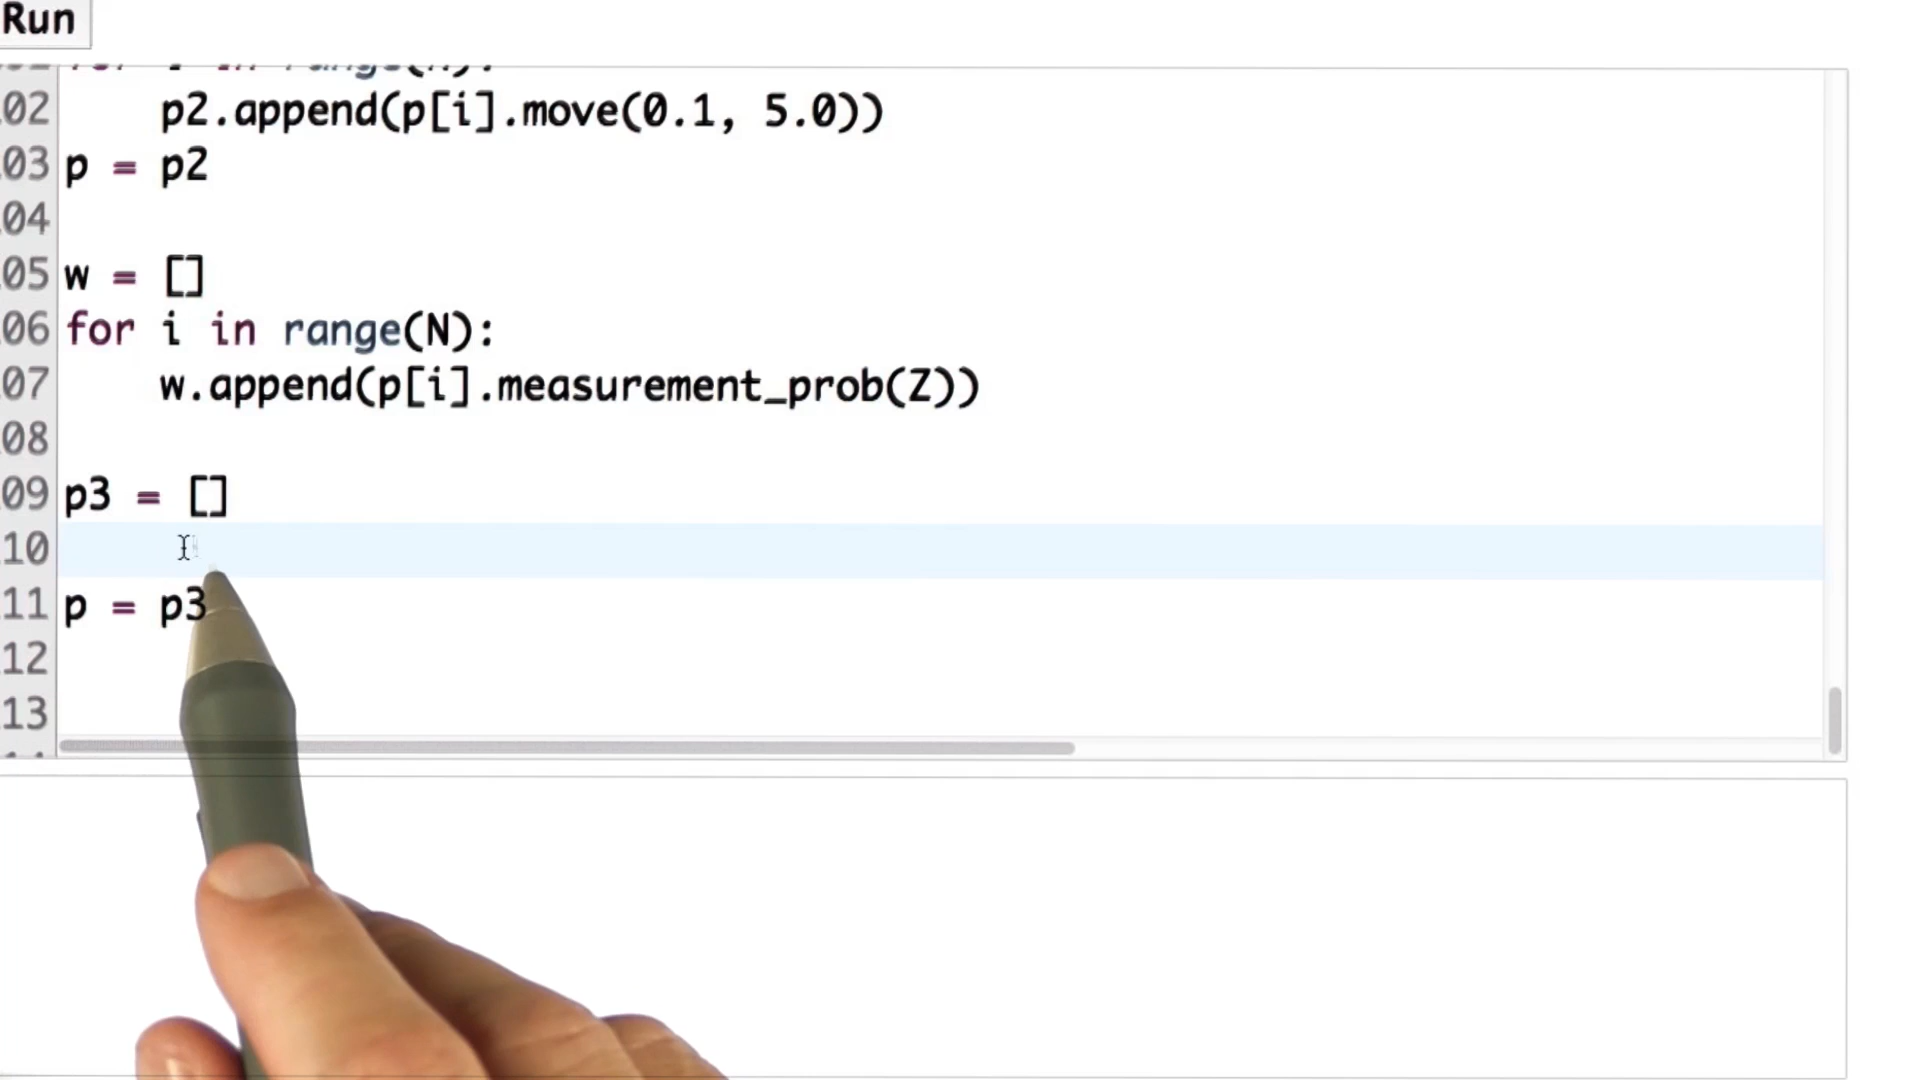 Run
02 p2.append(p[i].move(0.1, 5.0))
03 p = p2
04
05 w = []
06 for i in range(N):
07 w.append(p[i].measurement_prob(Z))
08
09 p3 = []
10
11 p = p3
12
13